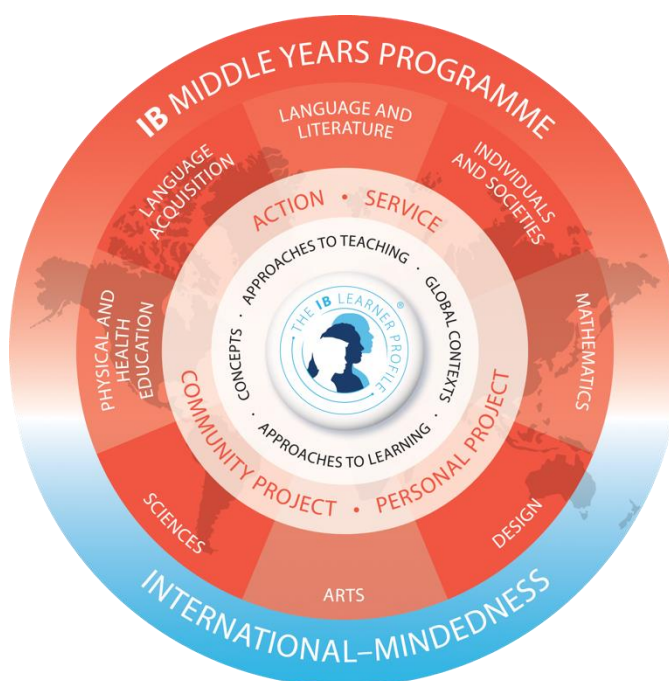 IB MIDDLE YEARS PROGRAMME
LANGUAGE AND
LITERATURE
INDIVIDUALS
AND SOCIETIES
MATHEMATICS
DESIGN
ARTS
SCIENCES
PHYSICAL AND
HEALTH
EDUCATION
LANGUAGE
ACQUISITION
ACTION • SERVICE
PERSONAL PROJECT •
COMMUNITY PROJECT
APPROACHES TO TEACHING •
GLOBAL CONTEXTS •
APPROACHES TO LEARNING •
CONCEPTS •
THE IB LEARNER PROFILE ®
INTERNATIONAL–MINDEDNESS